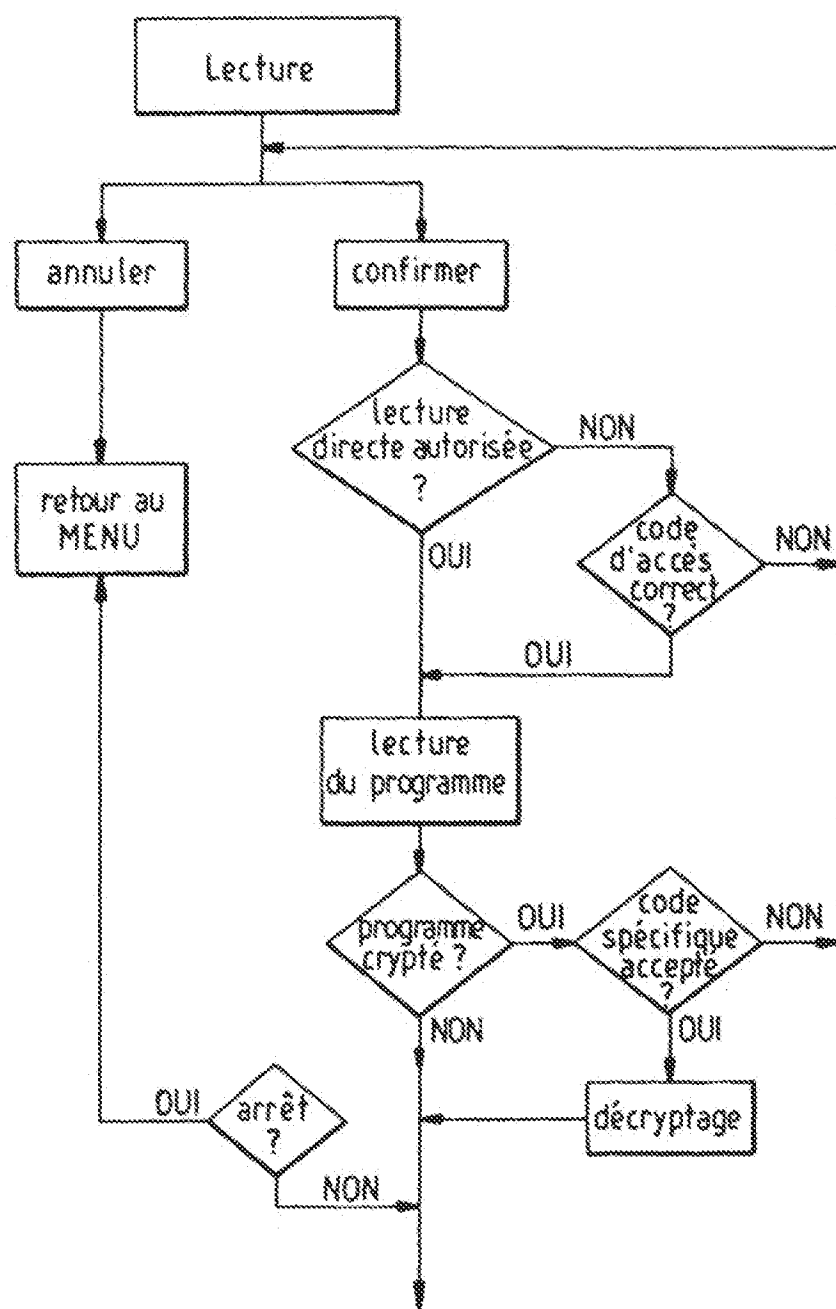 Lecture
annuler
confirmer
lecture
directe autorisée
?
NON
retour au
MENU
OUI
code
d'accès
correct
?
NON
OUI
lecture
du programme
programme
crypté ?
OUI
code
spécifique
accepté
?
NON
NON
OUI
OUI
arrêt
?
décryptage
NON